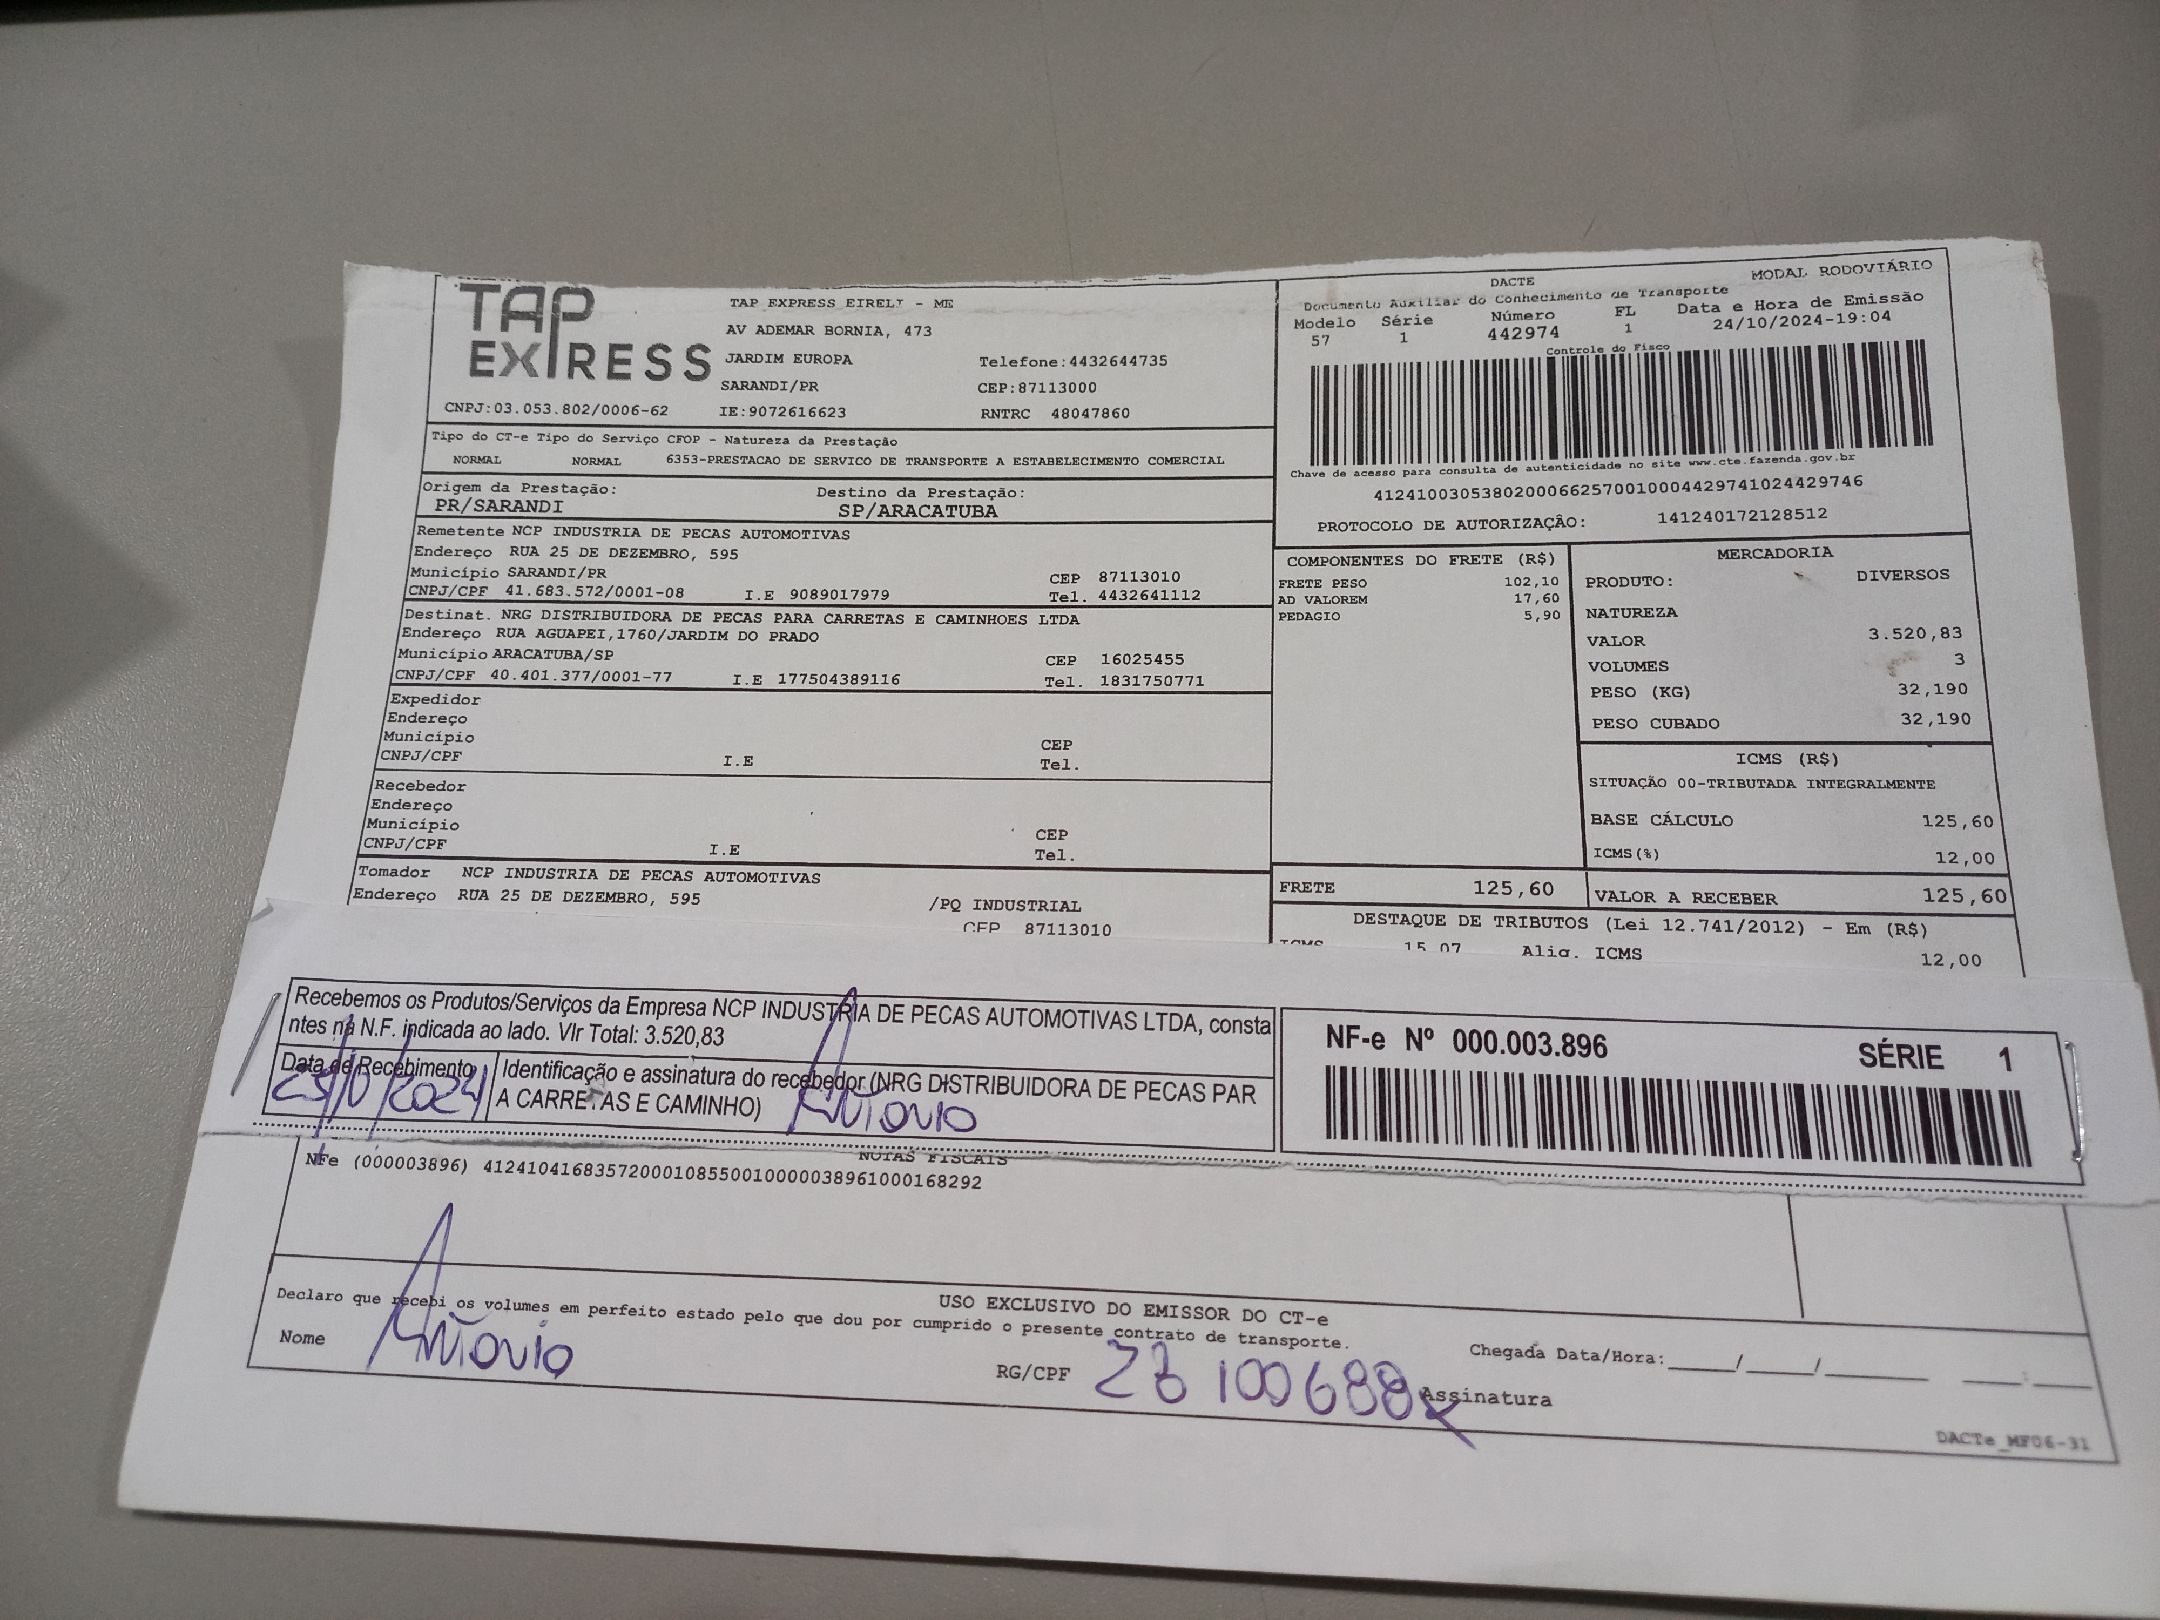 TAP
EXPRESS
TAP EXPRESS EIRELI - ME
AV ADEMAR BORNIA, 473
JARDIM EUROPA Telefone:4432644735
SARANDI/PR CEP:87113000
CNPJ:03.053.802/0006-62 IE:9072616623 RNTRC 48047860
DACTE MODAL RODOVIÁRIO
Documento Auxiliar do Conhecimento de Transporte
Modelo Série Número FL Data e Hora de Emissão
57 1 442974 1 24/10/2024-19:04
Controle do Fisco
Chave de acesso para consulta de autenticidade no site www.cte.fazenda.gov.br
41241003053802000662570010004429741024429746
PROTOCOLO DE AUTORIZAÇÃO: 141240172128512
Tipo do CT-e Tipo do Serviço CFOP - Natureza da Prestação
NORMAL NORMAL 6353-PRESTACAO DE SERVICO DE TRANSPORTE A ESTABELECIMENTO COMERCIAL
Origem da Prestação: Destino da Prestação:
PR/SARANDI SP/ARACATUBA
Remetente NCP INDUSTRIA DE PECAS AUTOMOTIVAS
Endereço RUA 25 DE DEZEMBRO, 595
Município SARANDI/PR CEP 87113010
CNPJ/CPF 41.683.572/0001-08 I.E 9089017979 Tel. 4432641112
Destinat. NRG DISTRIBUIDORA DE PECAS PARA CARRETAS E CAMINHOES LTDA
Endereço RUA AGUAPEI,1760/JARDIM DO PRADO
Município ARACATUBA/SP CEP 16025455
CNPJ/CPF 40.401.377/0001-77 I.E 177504389116 Tel. 1831750771
Expedidor
Endereço
Município CEP
CNPJ/CPF I.E Tel.
Recebedor
Endereço
Município CEP
CNPJ/CPF I.E Tel.
Tomador NCP INDUSTRIA DE PECAS AUTOMOTIVAS
Endereço RUA 25 DE DEZEMBRO, 595 /PQ INDUSTRIAL
CEP 87113010
COMPONENTES DO FRETE (R$)
FRETE PESO 102,10
AD VALOREM 17,60
PEDAGIO 5,90
FRETE 125,60
MERCADORIA
PRODUTO: DIVERSOS
NATUREZA
VALOR 3.520,83
VOLUMES 3
PESO (KG) 32,190
PESO CUBADO 32,190
ICMS (R$)
SITUAÇÃO 00-TRIBUTADA INTEGRALMENTE
BASE CÁLCULO 125,60
ICMS(%) 12,00
VALOR A RECEBER 125,60
DESTAQUE DE TRIBUTOS (Lei 12.741/2012) - Em (R$)
ICMS 15,07 Aliq. ICMS 12,00
Recebemos os Produtos/Serviços da Empresa NCP INDUSTRIA DE PECAS AUTOMOTIVAS LTDA, consta
ntes na N.F. indicada ao lado. Vlr Total: 3.520,83
Data de Recebimento
Identificação e assinatura do recebedor (NRG DISTRIBUIDORA DE PECAS PAR
A CARRETAS E CAMINHO)
Antonio
NF-e Nº 000.003.896 SÉRIE 1
NOTAS FISCAIS
NFe (000003896) 41241041683572000108550010000038961000168292
USO EXCLUSIVO DO EMISSOR DO CT-e
Declaro que recebi os volumes em perfeito estado pelo que dou por cumprido o presente contrato de transporte.
Nome Antonio RG/CPF Assinatura
Chegada Data/Hora:____/____/______ ____:____
DACTe_MF06-31